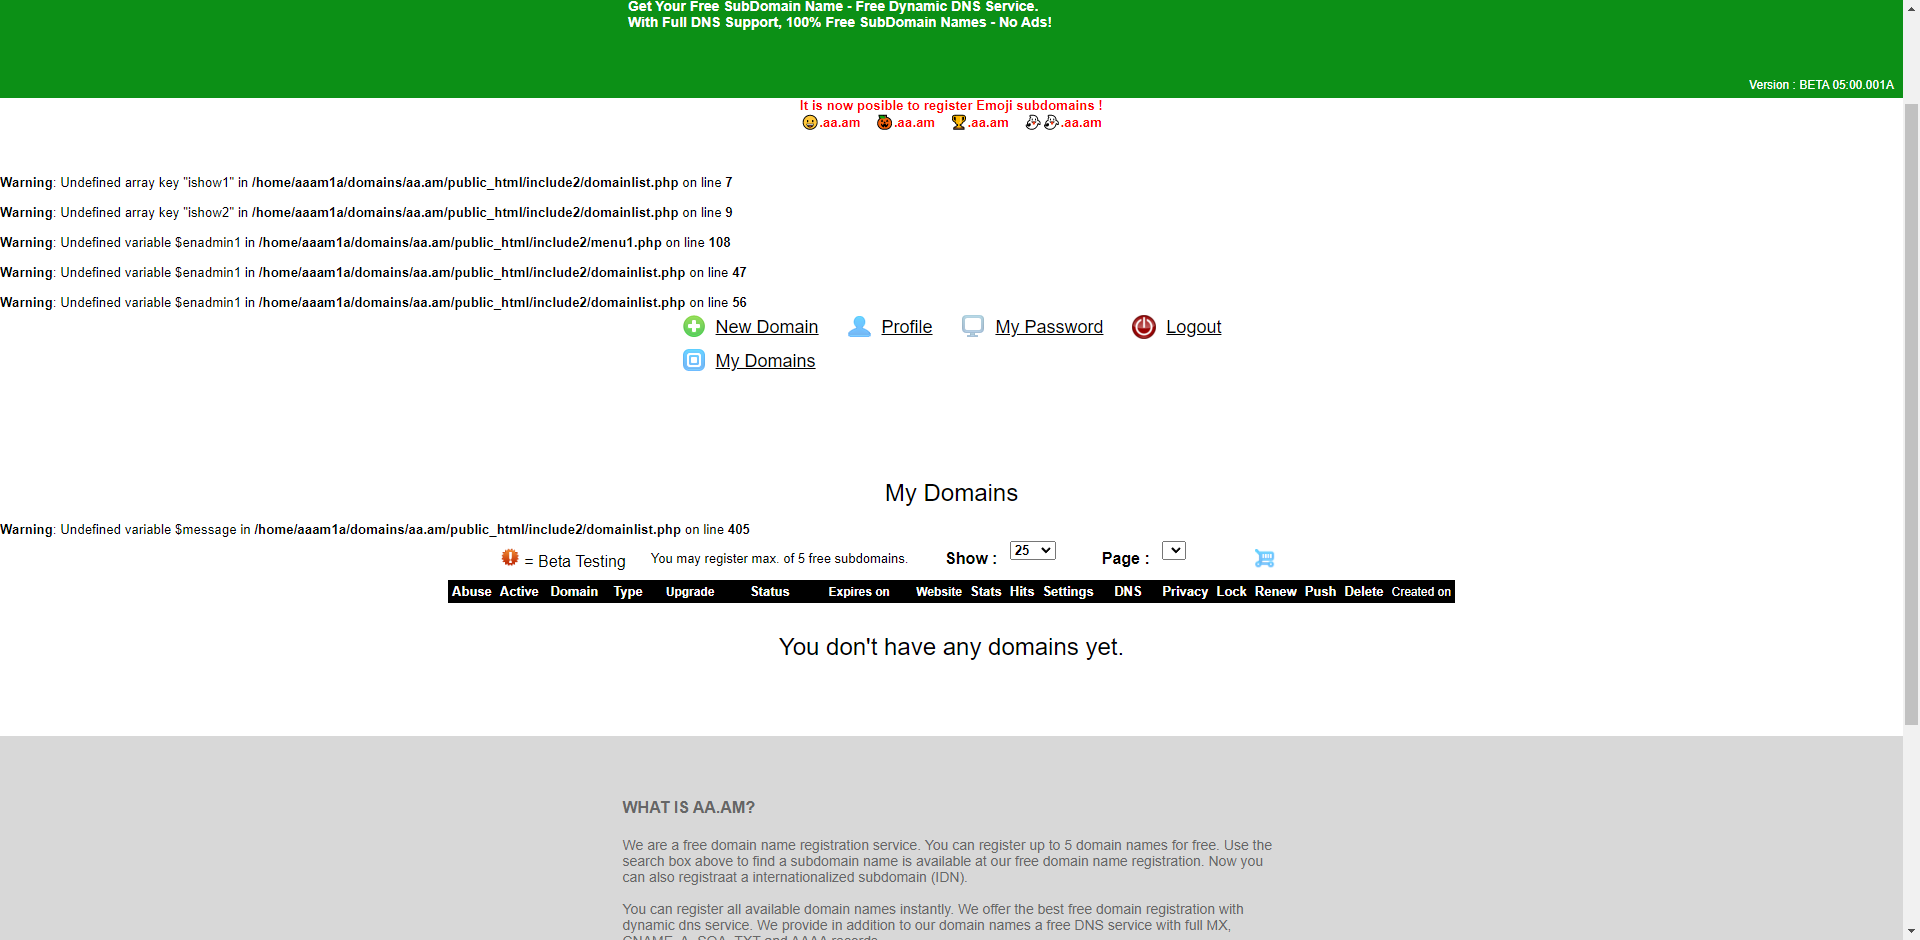 Get Your Free SubDomain Name - Free Dynamic DNS Service.
With Full DNS Support, 100% Free SubDomain Names - No Ads!
Version : BETA 05:00.001A
It is now posible to register Emoji subdomains !
😀.aa.am 🎃.aa.am 🏆.aa.am 👻👻.aa.am
Warning: Undefined array key "ishow1" in /home/aaam1a/domains/aa.am/public_html/include2/domainlist.php on line 7
Warning: Undefined array key "ishow2" in /home/aaam1a/domains/aa.am/public_html/include2/domainlist.php on line 9
Warning: Undefined variable $enadmin1 in /home/aaam1a/domains/aa.am/public_html/include2/menu1.php on line 108
Warning: Undefined variable $enadmin1 in /home/aaam1a/domains/aa.am/public_html/include2/domainlist.php on line 47
Warning: Undefined variable $enadmin1 in /home/aaam1a/domains/aa.am/public_html/include2/domainlist.php on line 56
New Domain Profile My Password Logout
My Domains
My Domains
Warning: Undefined variable $message in /home/aaam1a/domains/aa.am/public_html/include2/domainlist.php on line 405
= Beta Testing You may register max. of 5 free subdomains. Show : 25 Page :
Abuse Active Domain Type Upgrade Status Expires on Website Stats Hits Settings DNS Privacy Lock Renew Push Delete Created on
You don't have any domains yet.
WHAT IS AA.AM?
We are a free domain name registration service. You can register up to 5 domain names for free. Use the
search box above to find a subdomain name is available at our free domain name registration. Now you
can also registraat a internationalized subdomain (IDN).
You can register all available domain names instantly. We offer the best free domain registration with
dynamic dns service. We provide in addition to our domain names a free DNS service with full MX,
CNAME, A, SOA, TXT and AAAA records.